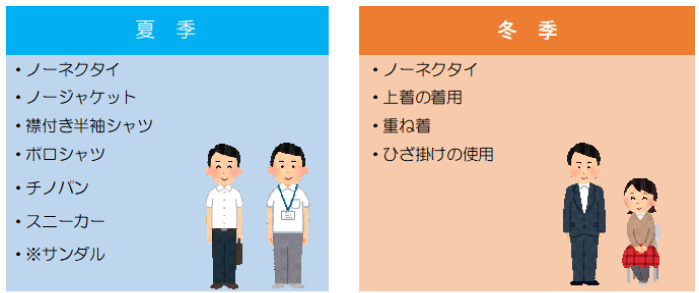 夏 季
・ノーネクタイ
・ノージャケット
・襟付き半袖シャツ
・ポロシャツ
・チノパン
・スニーカー
・※サンダル
冬 季
・ノーネクタイ
・上着の着用
・重ね着
・ひざ掛けの使用